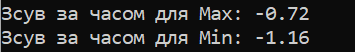 Зсув за часом для Max: -0.72
Зсув за часом для Min: -1.16